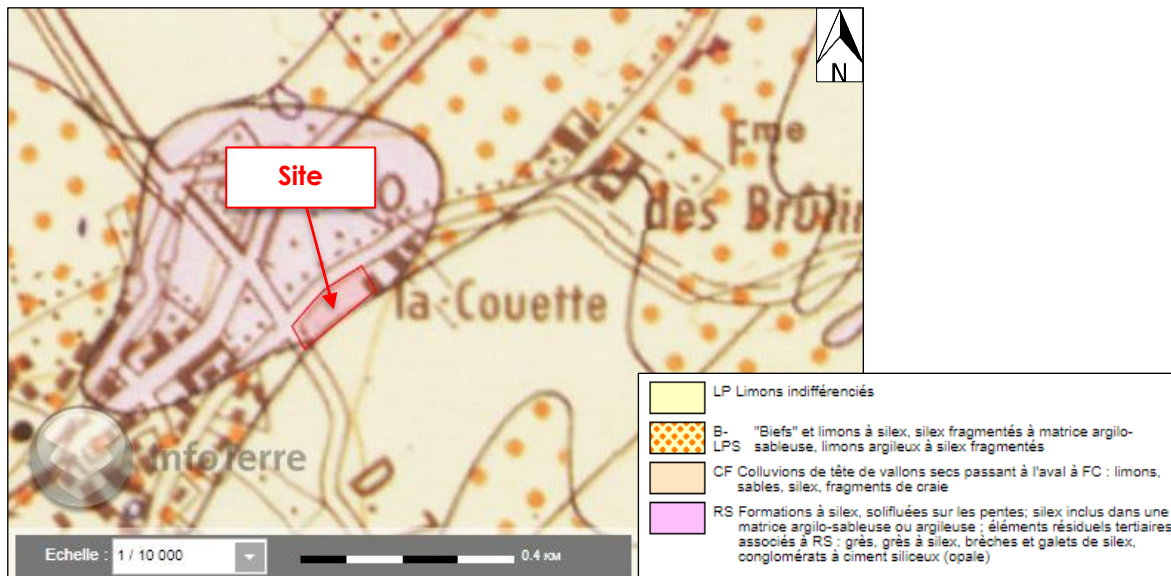 N
Site
O
Fme
des Brûlin
la Couette
InfoTerre
D
Echelle : 1 / 10 000
0.4 KM
LP Limons indifférenciés
B- "Biefs" et limons à silex, silex fragmentés à matrice argilo-
LPS sableuse, limons argileux à silex fragmentés
CF Colluvions de tête de vallons secs passant à l'aval à FC : limons,
sables, silex, fragments de craie
RS Formations à silex, solifluées sur les pentes; silex inclus dans une
matrice argilo-sableuse ou argileuse ; éléments résiduels tertiaires
associés à RS : grès, grès à silex, brèches et galets de silex,
conglomérats à ciment siliceux (opale)